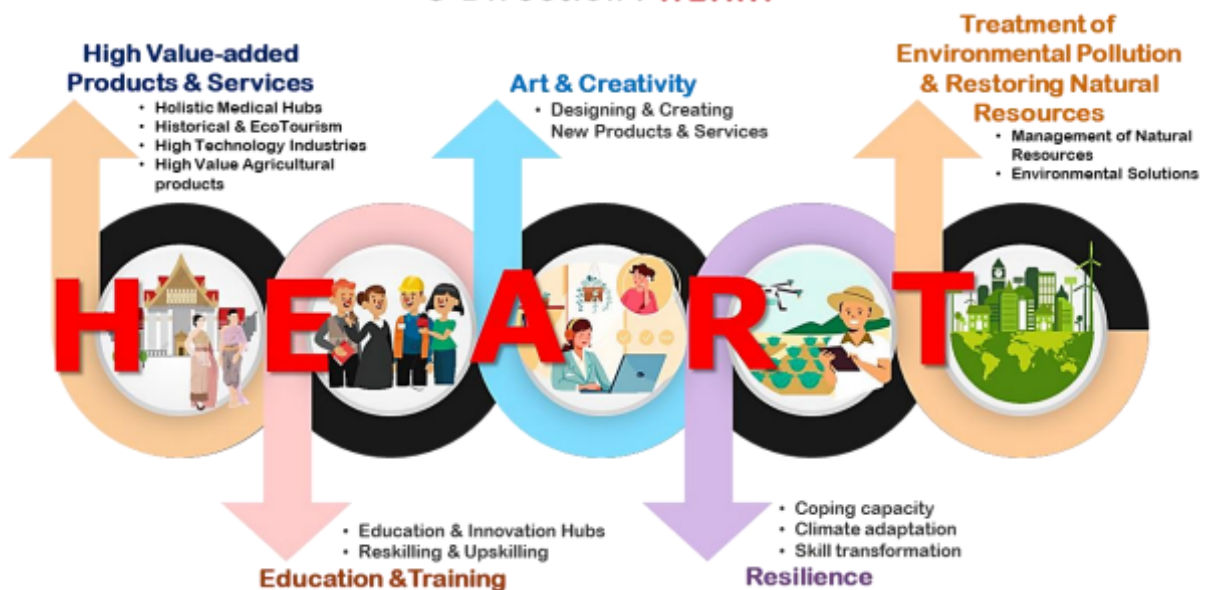 High Value-added
Products & Services
• Holistic Medical Hubs
• Historical & EcoTourism
• High Technology Industries
• High Value Agricultural
products
Art & Creativity
• Designing & Creating
New Products & Services
Treatment of
Environmental Pollution
& Restoring Natural
Resources
• Management of Natural
Resources
• Environmental Solutions
HEART
• Education & Innovation Hubs
• Reskilling & Upskilling
Education &Training
• Coping capacity
• Climate adaptation
• Skill transformation
Resilience